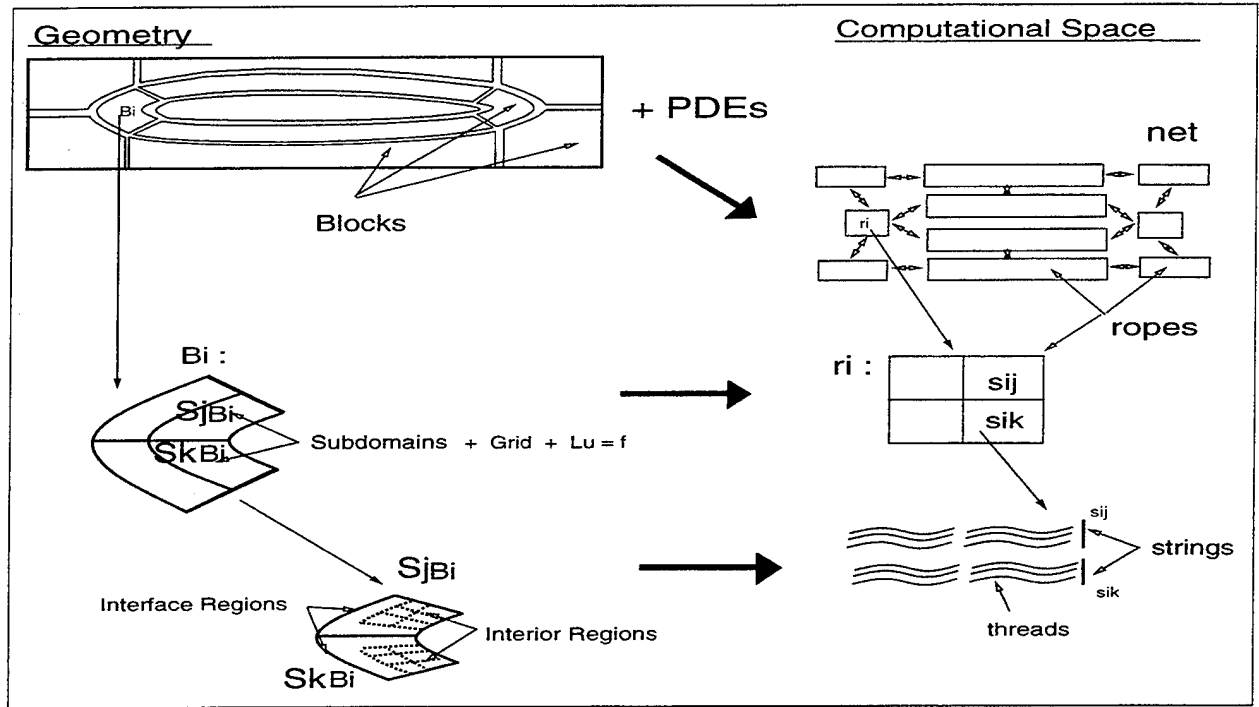 Geometry
Computational Space
Bi
+ PDEs
net
Blocks
ri
ropes
Bi :
ri :
SjBi
sij
SkBi
sik
Subdomains + Grid + Lu = f
SjBi
sij
strings
sik
Interface Regions
Interior Regions
threads
SkBi